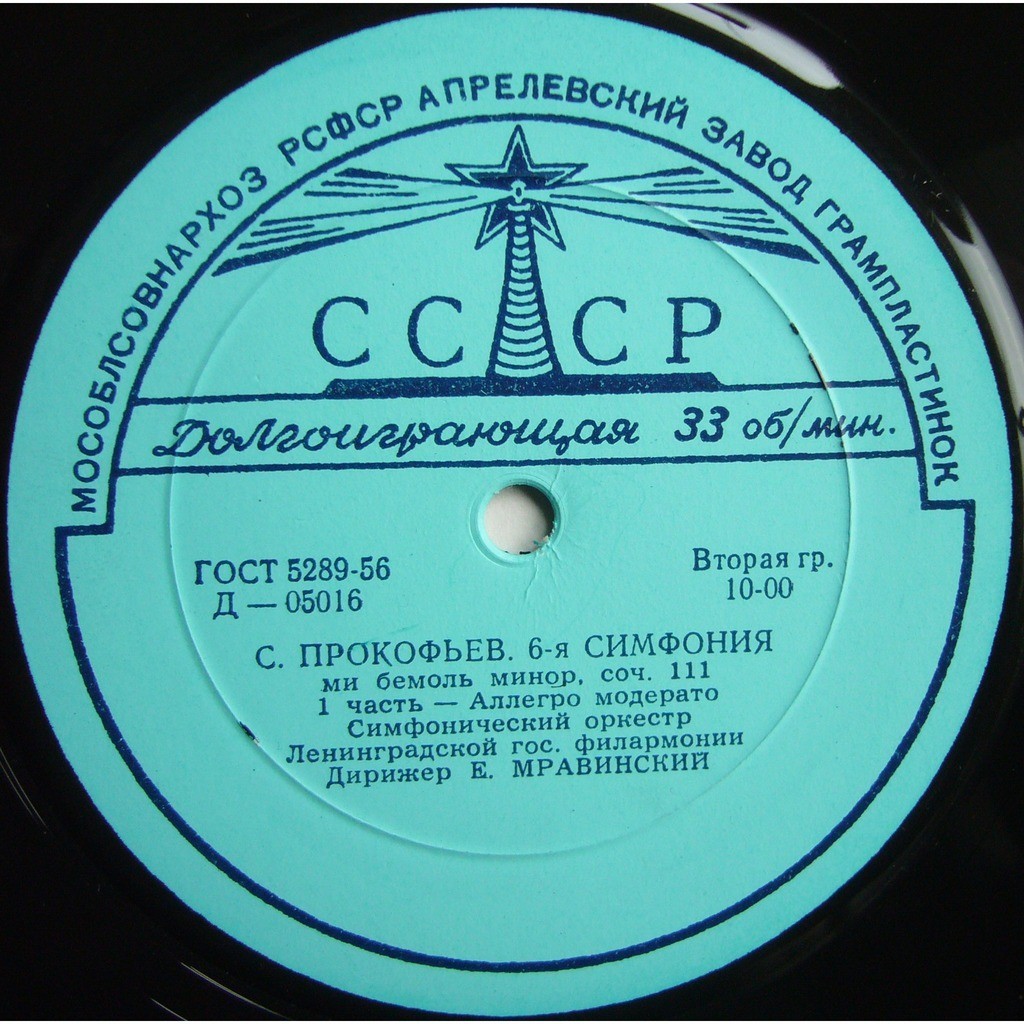 МОСОБЛСОВНАРХОЗ РСФСР АПРЕЛЕВСКИЙ ЗАВОД ГРАМПЛАСТИНОК
СССР
Долгоиграющая 33 об/мин.
ГОСТ 5289-56
Д — 05016
Вторая гр.
10-00
С. ПРОКОФЬЕВ. 6-я СИМФОНИЯ
ми бемоль минор, соч. 111
1 часть — Аллегро модерато
Симфонический оркестр
Ленинградской гос. филармонии
Дирижер Е. МРАВИНСКИЙ